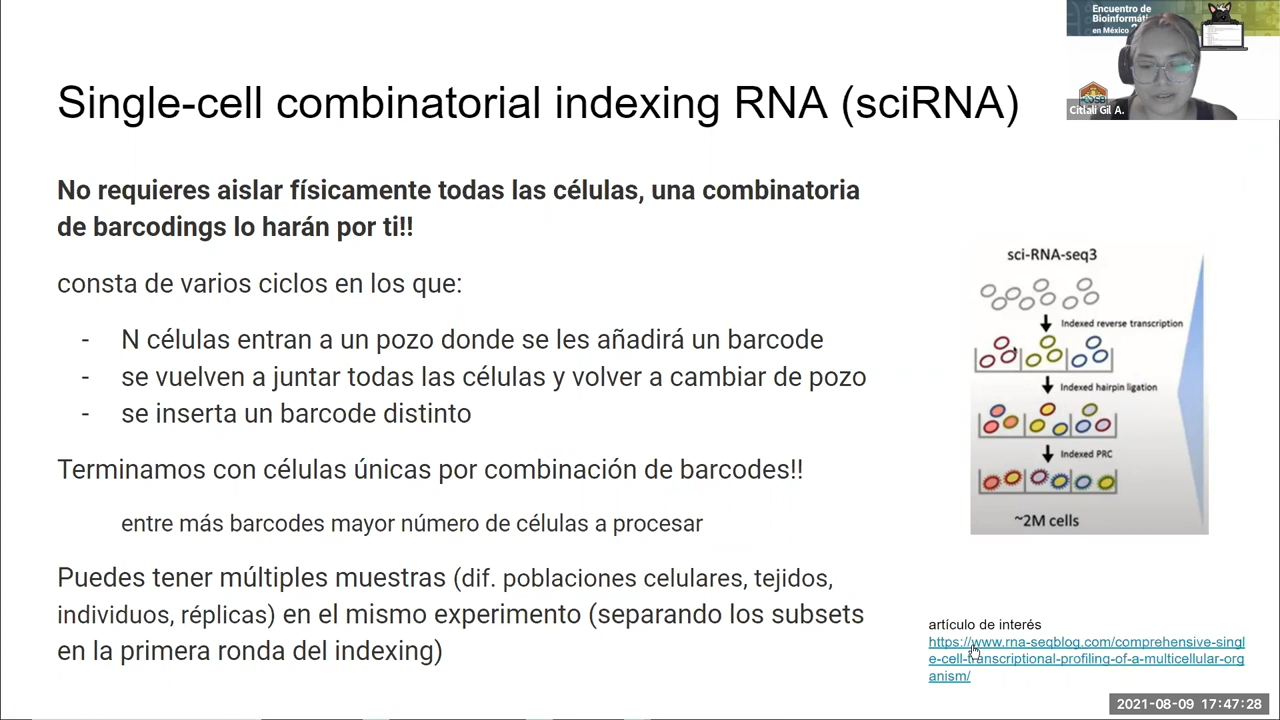 Encuentro de
Bioinformáti
en México 2
Citlali Gil A.
Single-cell combinatorial indexing RNA (sciRNA)
No requieres aislar físicamente todas las células, una combinatoria
de barcodings lo harán por ti!!
consta de varios ciclos en los que:
- N células entran a un pozo donde se les añadirá un barcode
- se vuelven a juntar todas las células y volver a cambiar de pozo
- se inserta un barcode distinto
Terminamos con células únicas por combinación de barcodes!!
entre más barcodes mayor número de células a procesar
Puedes tener múltiples muestras (dif. poblaciones celulares, tejidos,
individuos, réplicas) en el mismo experimento (separando los subsets
en la primera ronda del indexing)
sci-RNA-seq3
Indexed reverse transcription
Indexed hairpin ligation
Indexed PRC
~2M cells
artículo de interés
https://www.rna-seqblog.com/comprehensive-singl
e-cell-transcriptional-profiling-of-a-multicellular-org
anism/
2021-08-09 17:47:28